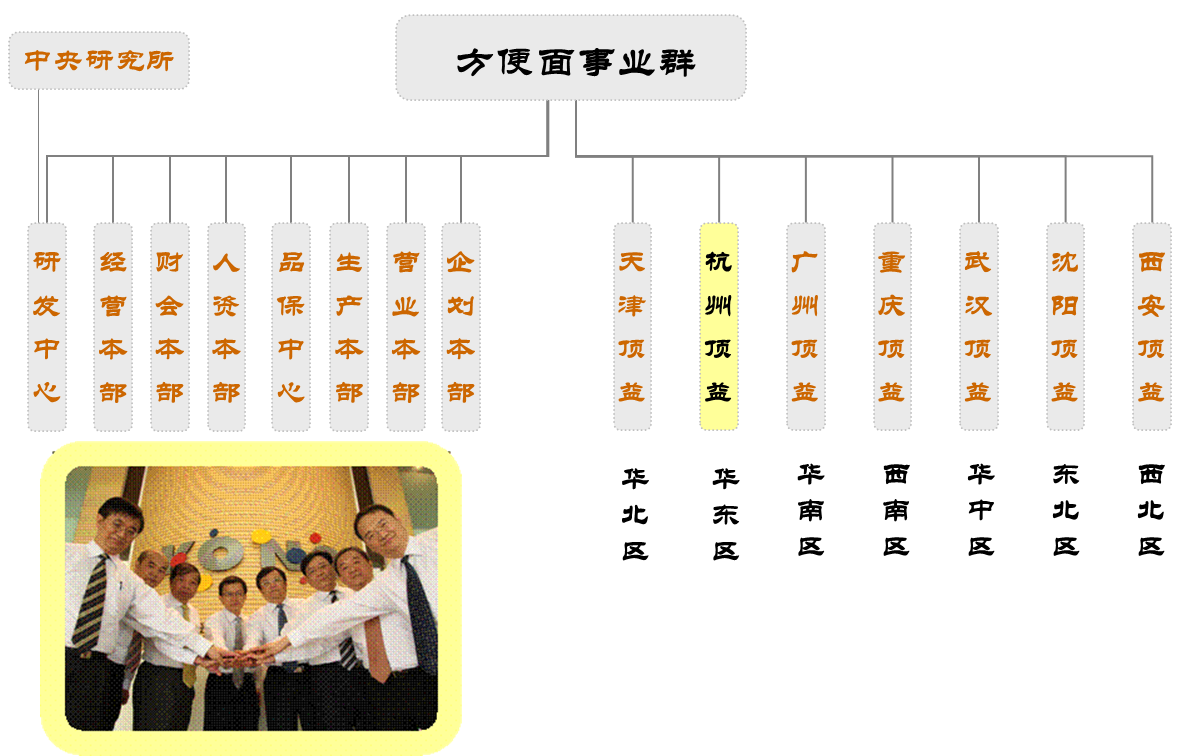 中央研究所
方便面事业群
研发中心
经营本部
财会本部
人资本部
品保中心
生产本部
营业本部
企划本部
天津顶益
杭州顶益
广州顶益
重庆顶益
武汉顶益
沈阳顶益
西安顶益
华北区
华东区
华南区
西南区
华中区
东北区
西北区